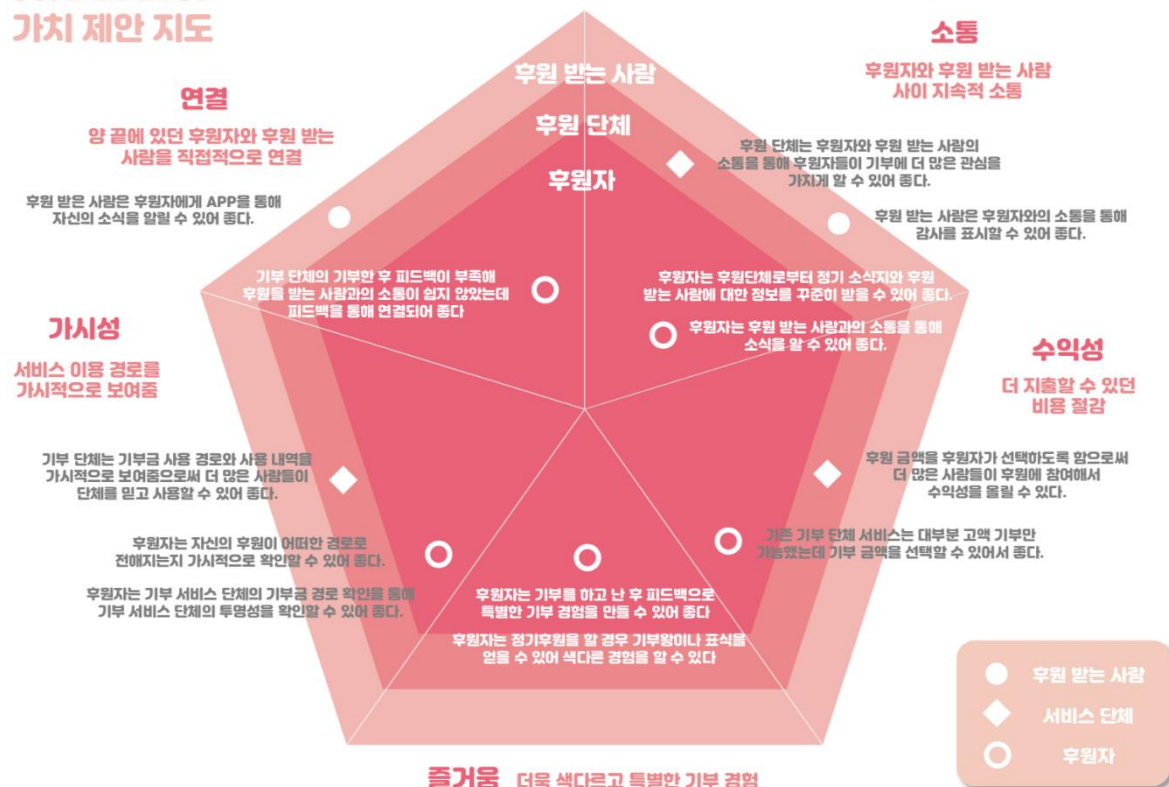 가치 제안 지도
후원 받는 사람
후원 단체
후원자
연결
양 끝에 있던 후원자와 후원 받는
사람을 직접적으로 연결
후원 받은 사람은 후원자에게 APP을 통해
자신의 소식을 알릴 수 있어 좋다.
기부 단체의 기부한 후 피드백이 부족해
후원을 받는 사람과의 소통이 쉽지 않았는데
피드백을 통해 연결되어 좋다
소통
후원자와 후원 받는 사람
사이 지속적 소통
후원 단체는 후원자와 후원 받는 사람의
소통을 통해 후원자들이 기부에 더 많은 관심을
가지게 할 수 있어 좋다.
후원 받는 사람은 후원자와의 소통을 통해
감사를 표시할 수 있어 좋다.
후원자는 후원단체로부터 정기 소식지와 후원
받는 사람에 대한 정보를 꾸준히 받을 수 있어 좋다.
후원자는 후원 받는 사람과의 소통을 통해
소식을 알 수 있어 좋다.
가시성
서비스 이용 경로를
가시적으로 보여줌
기부 단체는 기부금 사용 경로와 사용 내역을
가시적으로 보여줌으로써 더 많은 사람들이
단체를 믿고 사용할 수 있어 좋다.
후원자는 자신의 후원이 어떠한 경로로
전해지는지 가시적으로 확인할 수 있어 좋다.
후원자는 기부 서비스 단체의 기부금 경로 확인을 통해
기부 서비스 단체의 투명성을 확인할 수 있어 좋다.
수익성
더 지출할 수 있던
비용 절감
후원 금액을 후원자가 선택하도록 함으로써
더 많은 사람들이 후원에 참여해서
수익성을 올릴 수 있다.
기존 기부 단체 서비스는 대부분 고액 기부만
가능했는데 기부 금액을 선택할 수 있어서 좋다.
후원자는 기부를 하고 난 후 피드백으로
특별한 기부 경험을 만들 수 있어 좋다
후원자는 정기후원을 할 경우 기부왕이나 표식을
얻을 수 있어 색다른 경험을 할 수 있다
즐거움 더욱 색다르고 특별한 기부 경험
후원 받는 사람
서비스 단체
후원자